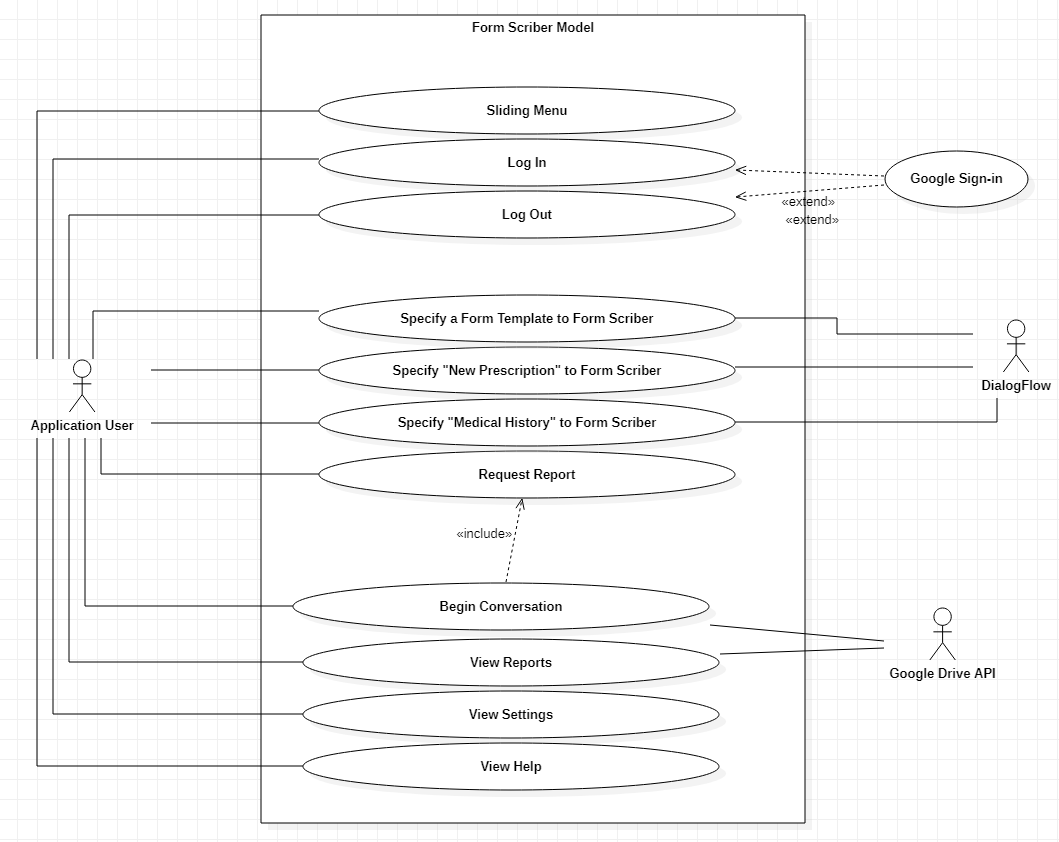 Form Scriber Model
Sliding Menu
Log In
Google Sign-in
«extend»
Log Out
«extend»
Specify a Form Template to Form Scriber
Specify "New Prescription" to Form Scriber
DialogFlow
Application User
Specify "Medical History" to Form Scriber
Request Report
«include»
Begin Conversation
View Reports
Google Drive API
View Settings
View Help